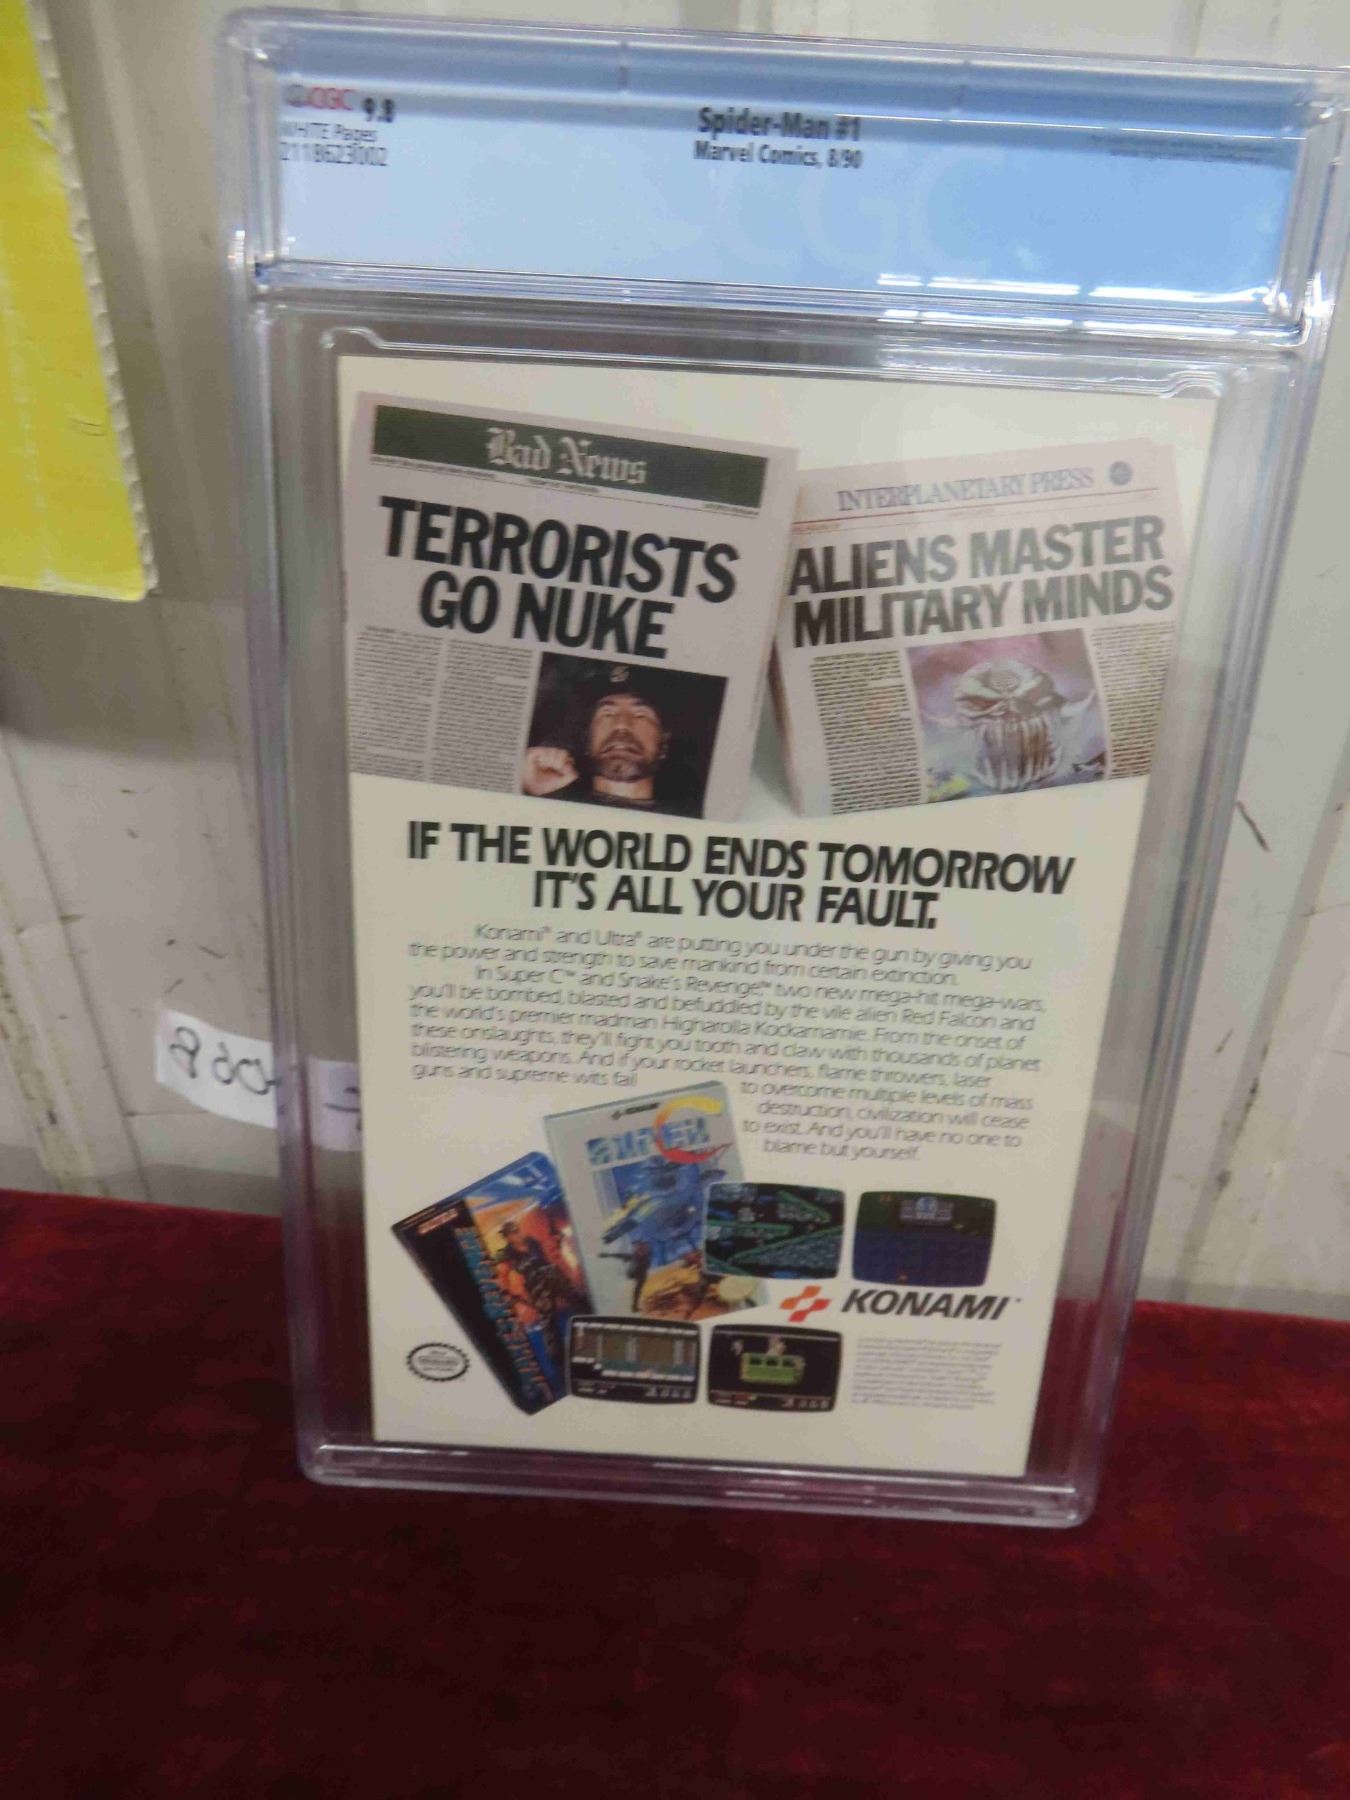 CGC 9.8
WHITE Pages
2118623002
Spider-Man #1
Marvel Comics, 8/90
Bad News
TERRORISTS
GO NUKE
INTERPLANETARY PRESS
ALIENS MASTER
MILITARY MINDS
IF THE WORLD ENDS TOMORROW
IT'S ALL YOUR FAULT.
Konami® and Ultra® are putting you under the gun by giving you
the power and strength to save mankind from certain extinction.
In Super C™ and Snake's Revenge,™ two new mega-hit mega-wars,
you'll be bombed, blasted and befuddled by the vile alien Red Falcon and
the world's premier madman Higharolla Kockamamie. From the onset of
these onslaughts, they'll fight you tooth and claw with thousands of planet
blistering weapons. And if your rocket launchers, flame throwers, laser
guns and supreme wits fail
to overcome multiple levels of mass
destruction, civilization will cease
to exist. And you'll have no one to
blame but yourself.
KONAMI